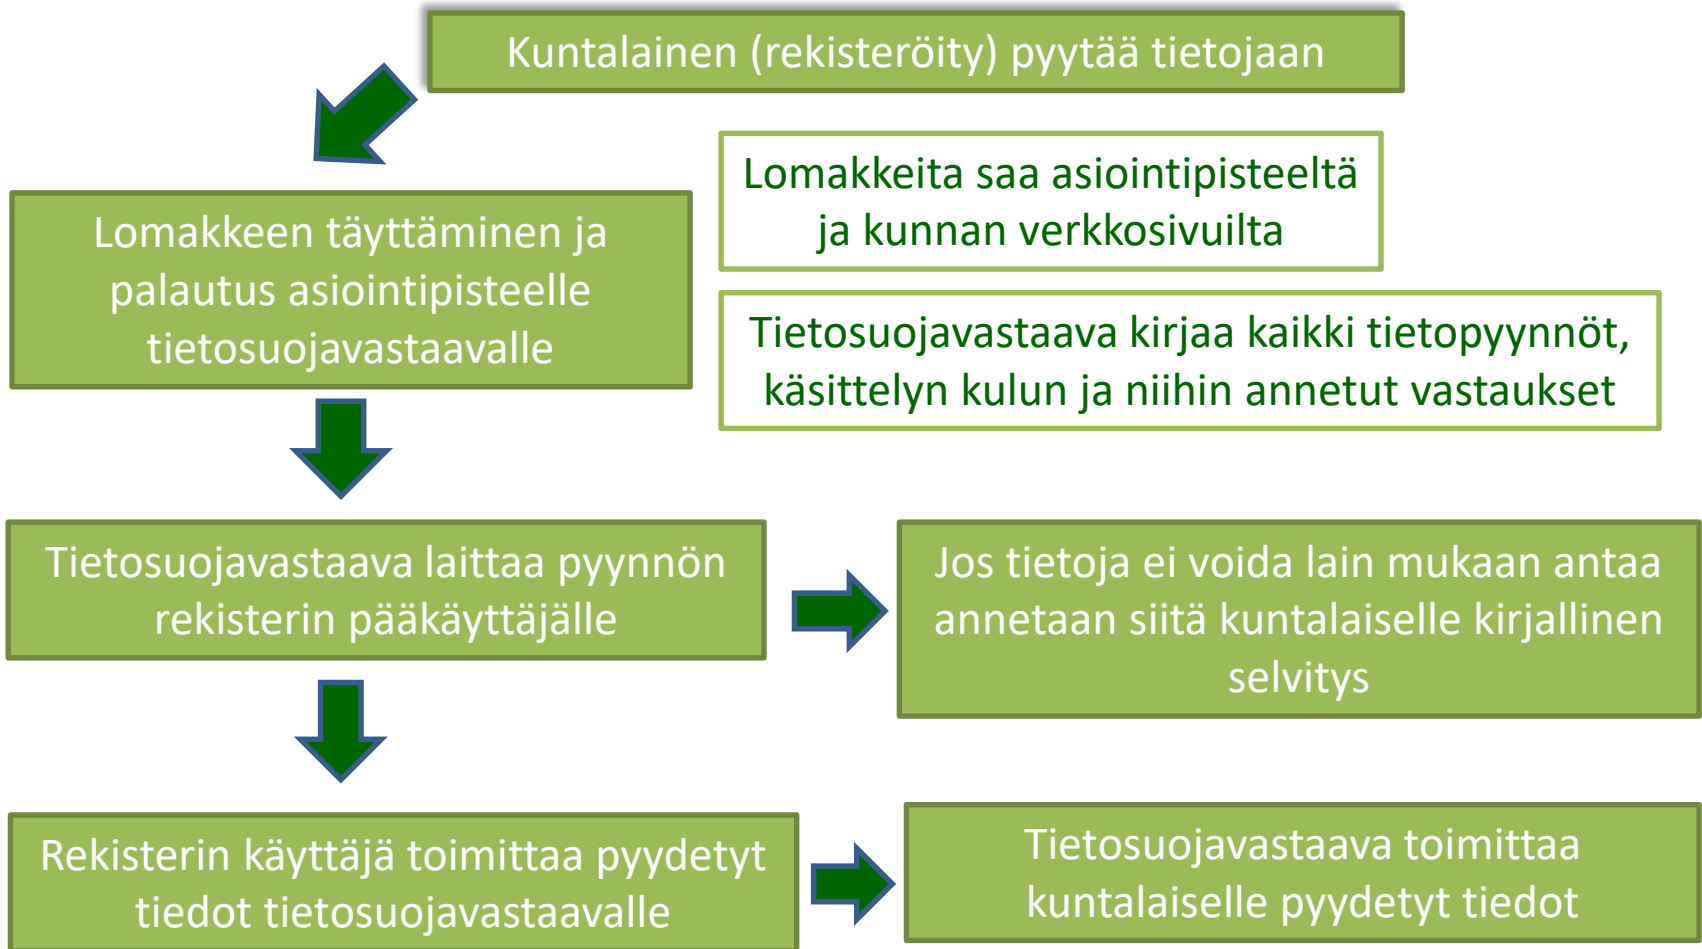 Kuntalainen (rekisteröity) pyytää tietojaan
Lomakkeita saa asiointipisteeltä
ja kunnan verkkosivuilta
Lomakkeen täyttäminen ja
palautus asiointipisteelle
tietosuojavastaavalle
Tietosuojavastaava kirjaa kaikki tietopyynnöt,
käsittelyn kulun ja niihin annetut vastaukset
Tietosuojavastaava laittaa pyynnön
rekisterin pääkäyttäjälle
Jos tietoja ei voida lain mukaan antaa
annetaan siitä kuntalaiselle kirjallinen
selvitys
Rekisterin käyttäjä toimittaa pyydetyt
tiedot tietosuojavastaavalle
Tietosuojavastaava toimittaa
kuntalaiselle pyydetyt tiedot